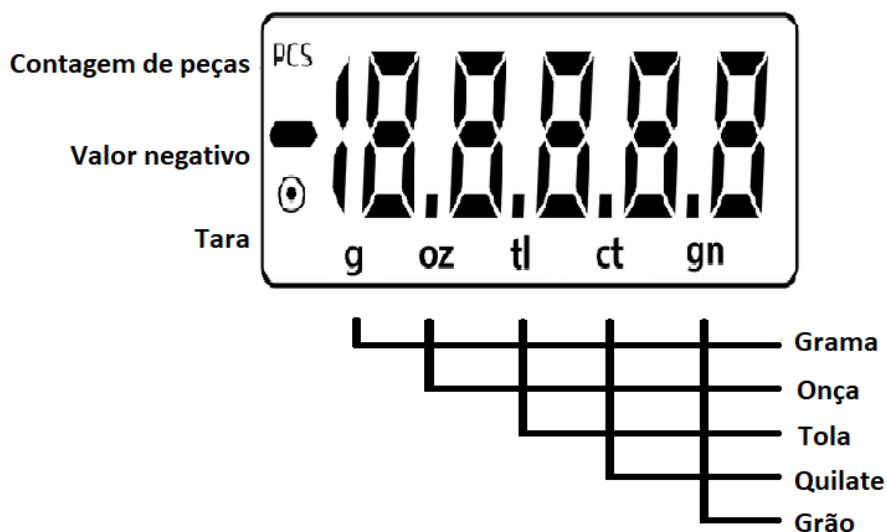 Contagem de peças
PCS
Valor negativo
Tara
18.8.8.8.8
g oz tl ct gn
Grama
Onça
Tola
Quilate
Grão